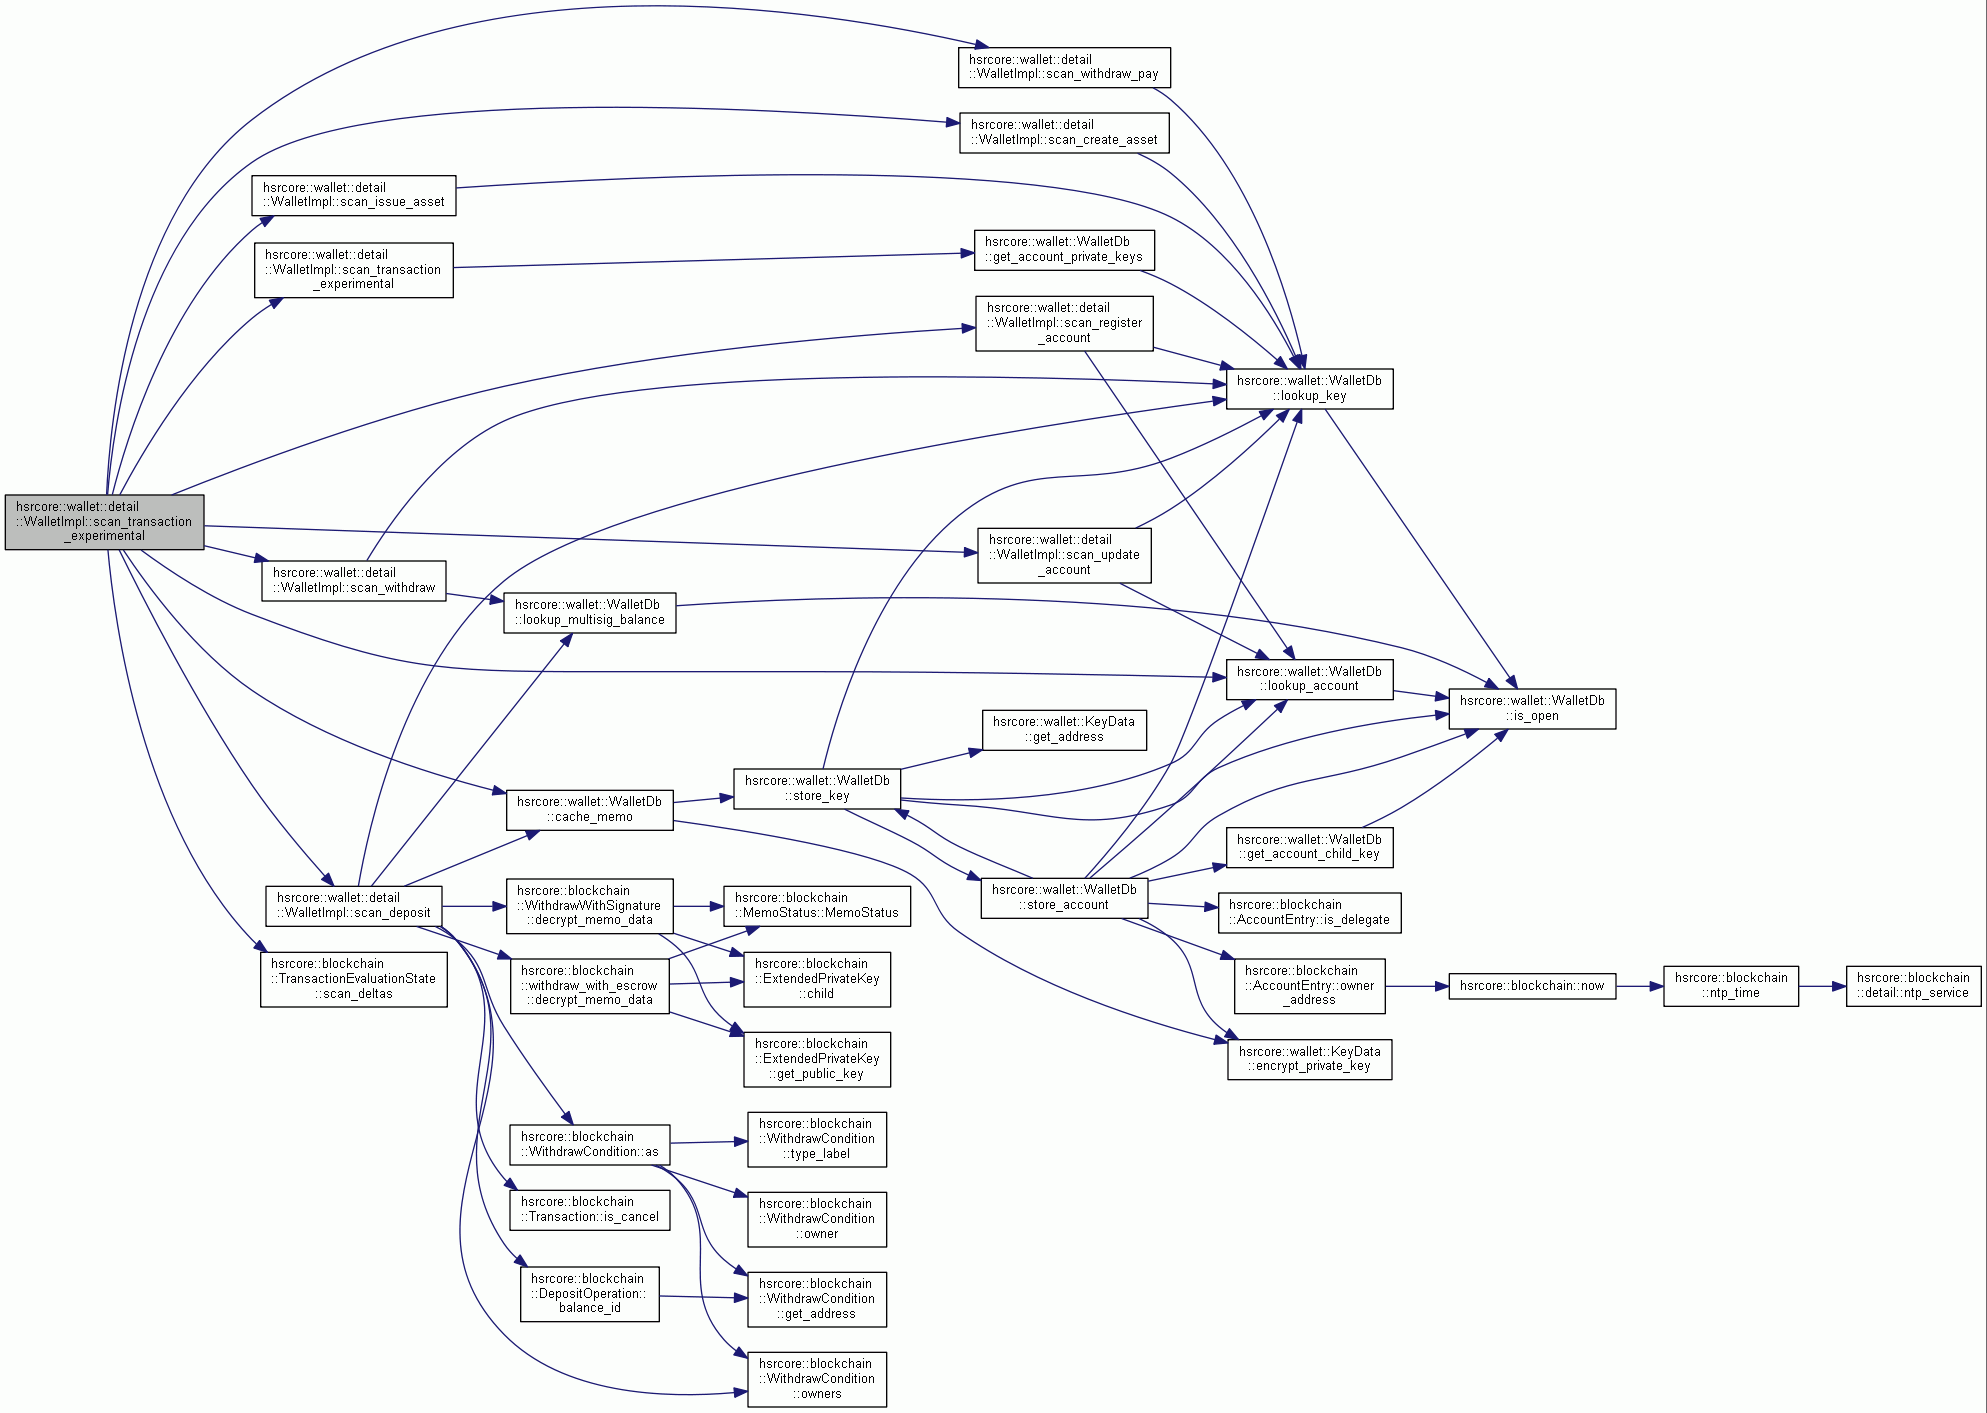 hsrcore::wallet::detail
::WalletImpl::scan_withdraw_pay
hsrcore::wallet::detail
::WalletImpl::scan_create_asset
hsrcore::wallet::detail
::WalletImpl::scan_issue_asset
hsrcore::wallet::detail
::WalletImpl::scan_transaction
_experimental
hsrcore::wallet::WalletDb
::get_account_private_keys
hsrcore::wallet::detail
::WalletImpl::scan_register
_account
hsrcore::wallet::WalletDb
::lookup_key
hsrcore::wallet::detail
::WalletImpl::scan_transaction
_experimental
hsrcore::wallet::detail
::WalletImpl::scan_update
_account
hsrcore::wallet::detail
::WalletImpl::scan_withdraw
hsrcore::wallet::WalletDb
::lookup_multisig_balance
hsrcore::wallet::WalletDb
::lookup_account
hsrcore::wallet::WalletDb
::is_open
hsrcore::wallet::KeyData
::get_address
hsrcore::wallet::WalletDb
::store_key
hsrcore::wallet::WalletDb
::cache_memo
hsrcore::wallet::WalletDb
::get_account_child_key
hsrcore::wallet::detail
::WalletImpl::scan_deposit
hsrcore::blockchain
::WithdrawWithSignature
::decrypt_memo_data
hsrcore::blockchain
::MemoStatus::MemoStatus
hsrcore::wallet::WalletDb
::store_account
hsrcore::blockchain
::AccountEntry::is_delegate
hsrcore::blockchain
::TransactionEvaluationState
::scan_deltas
hsrcore::blockchain
::withdraw_with_escrow
::decrypt_memo_data
hsrcore::blockchain
::ExtendedPrivateKey
::child
hsrcore::blockchain
::AccountEntry::owner
_address
hsrcore::blockchain::now
hsrcore::blockchain
::ntp_time
hsrcore::blockchain
::detail::ntp_service
hsrcore::blockchain
::ExtendedPrivateKey
::get_public_key
hsrcore::wallet::KeyData
::encrypt_private_key
hsrcore::blockchain
::WithdrawCondition::as
hsrcore::blockchain
::WithdrawCondition
::type_label
hsrcore::blockchain
::Transaction::is_cancel
hsrcore::blockchain
::WithdrawCondition
::owner
hsrcore::blockchain
::DepositOperation::
balance_id
hsrcore::blockchain
::WithdrawCondition
::get_address
hsrcore::blockchain
::WithdrawCondition
::owners